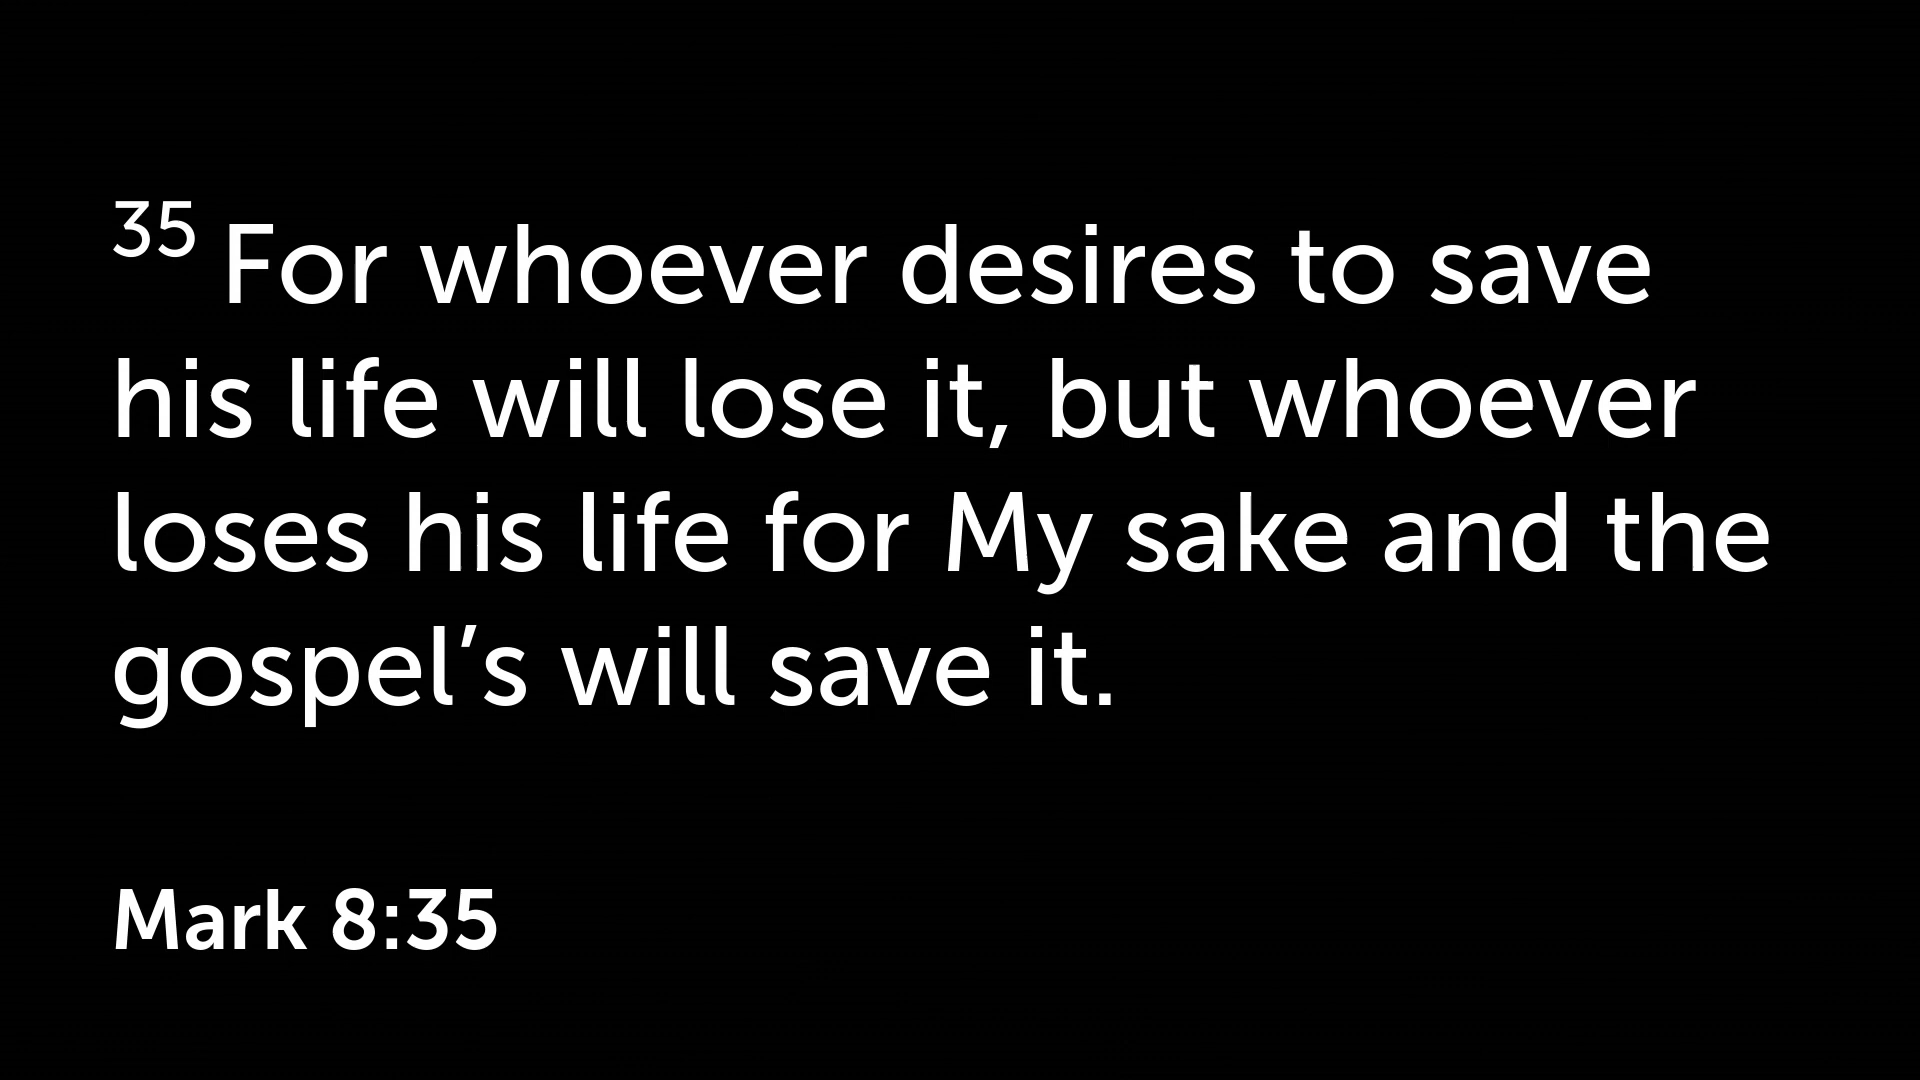 35 For whoever desires to save
his life will lose it, but whoever
loses his life for My sake and the
gospel’s will save it.
Mark 8:35